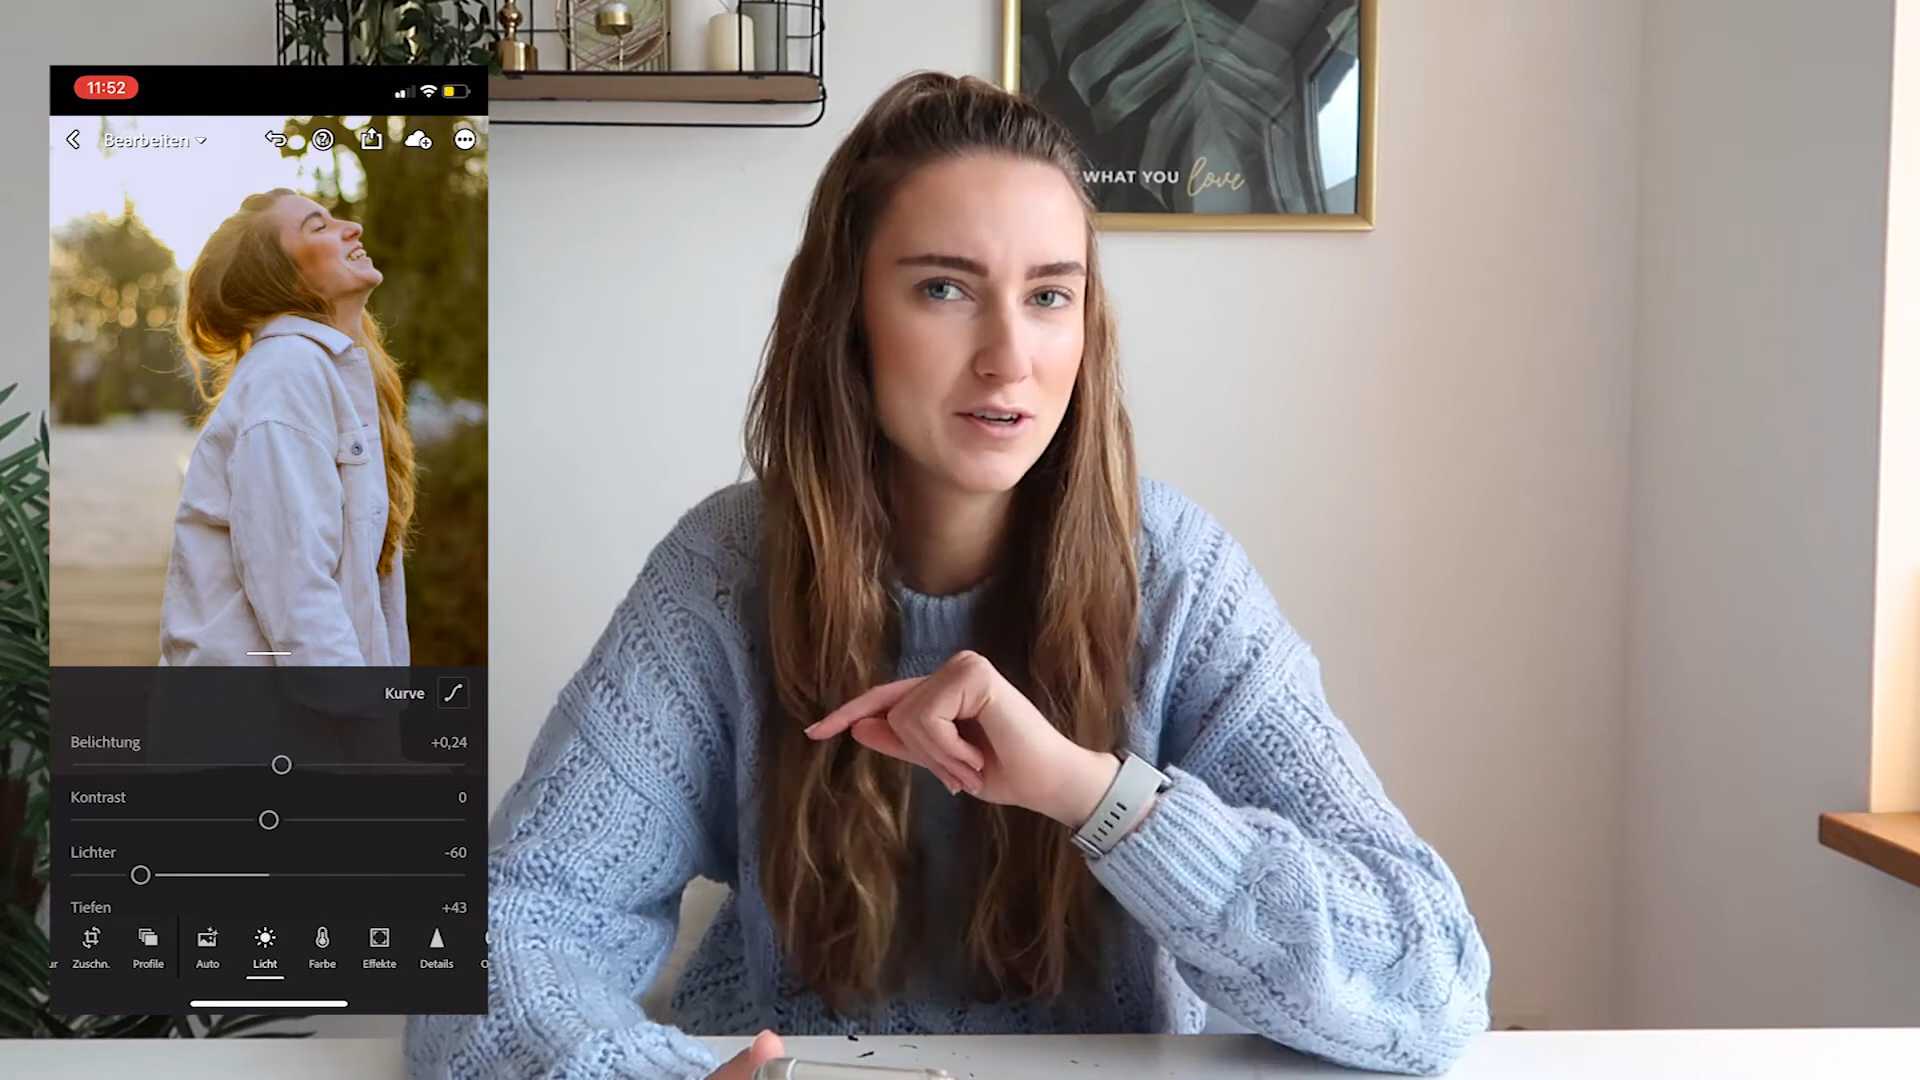 11:52
Bearbeiten
Kurve
Belichtung +0,24
Kontrast 0
Lichter -60
Tiefen +43
ur Zuschn. Profile Auto Licht Farbe Effekte Details O
WHAT YOU love